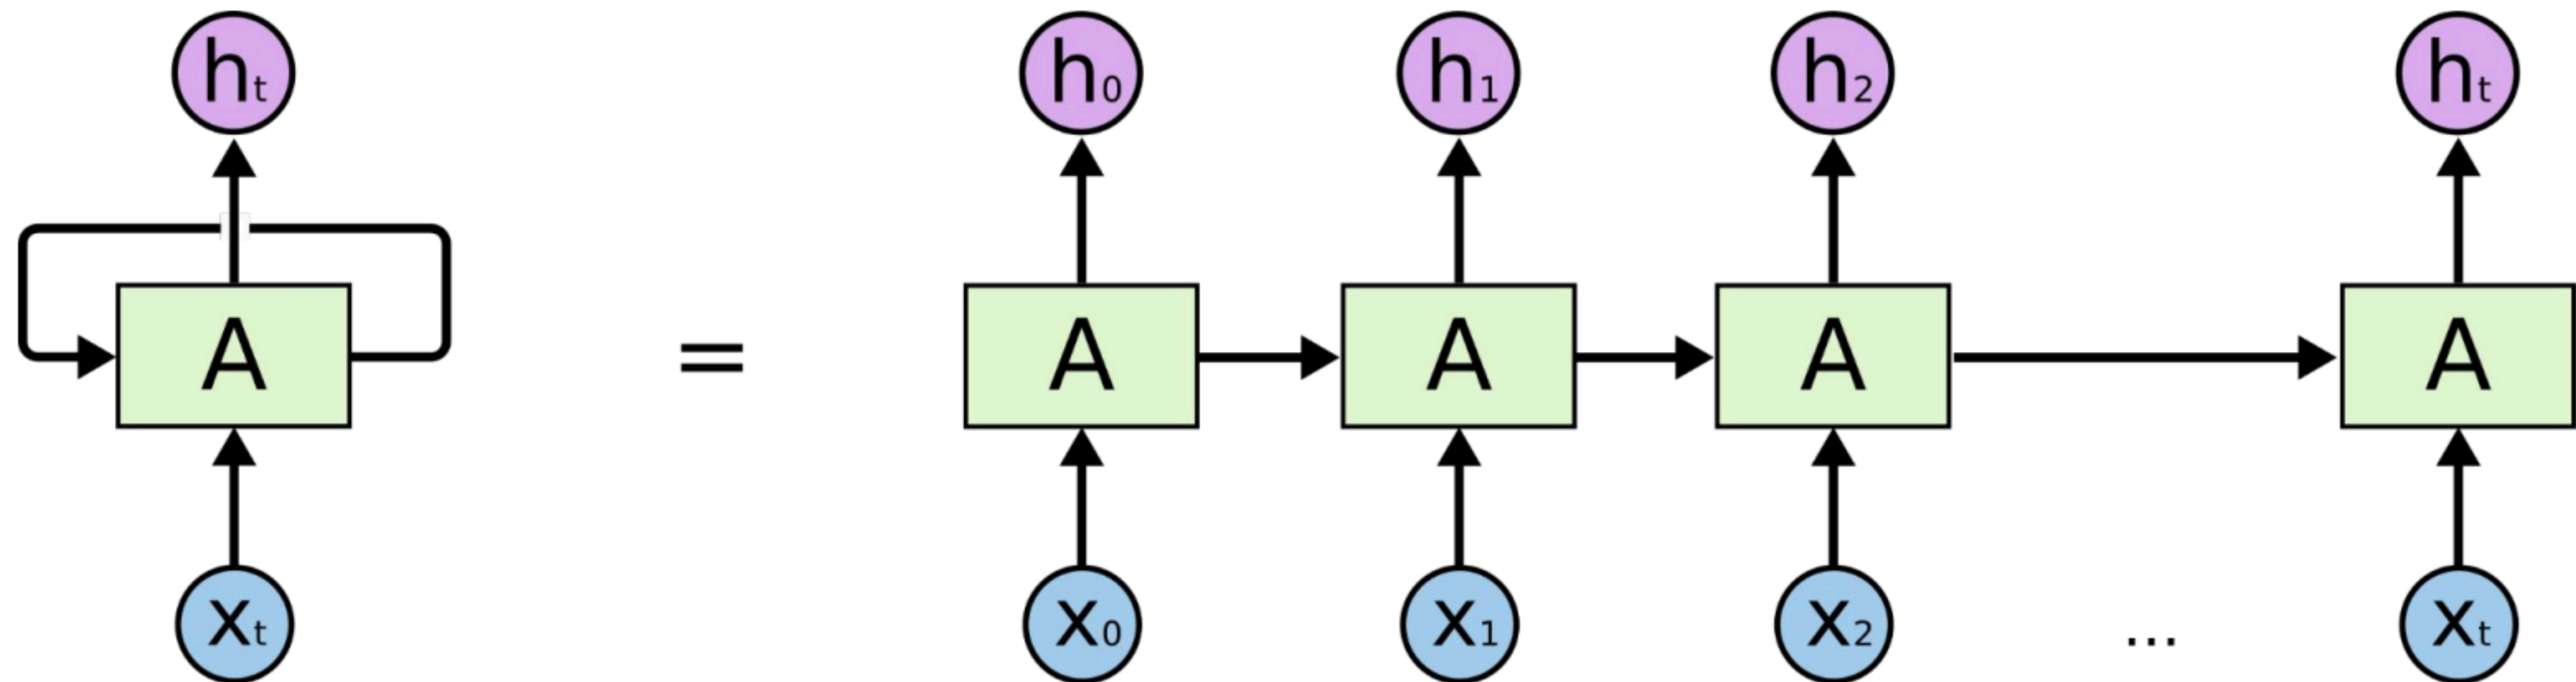 ht h0 h1 h2 ht
A = A A A A
xt x0 x1 x2 ... xt